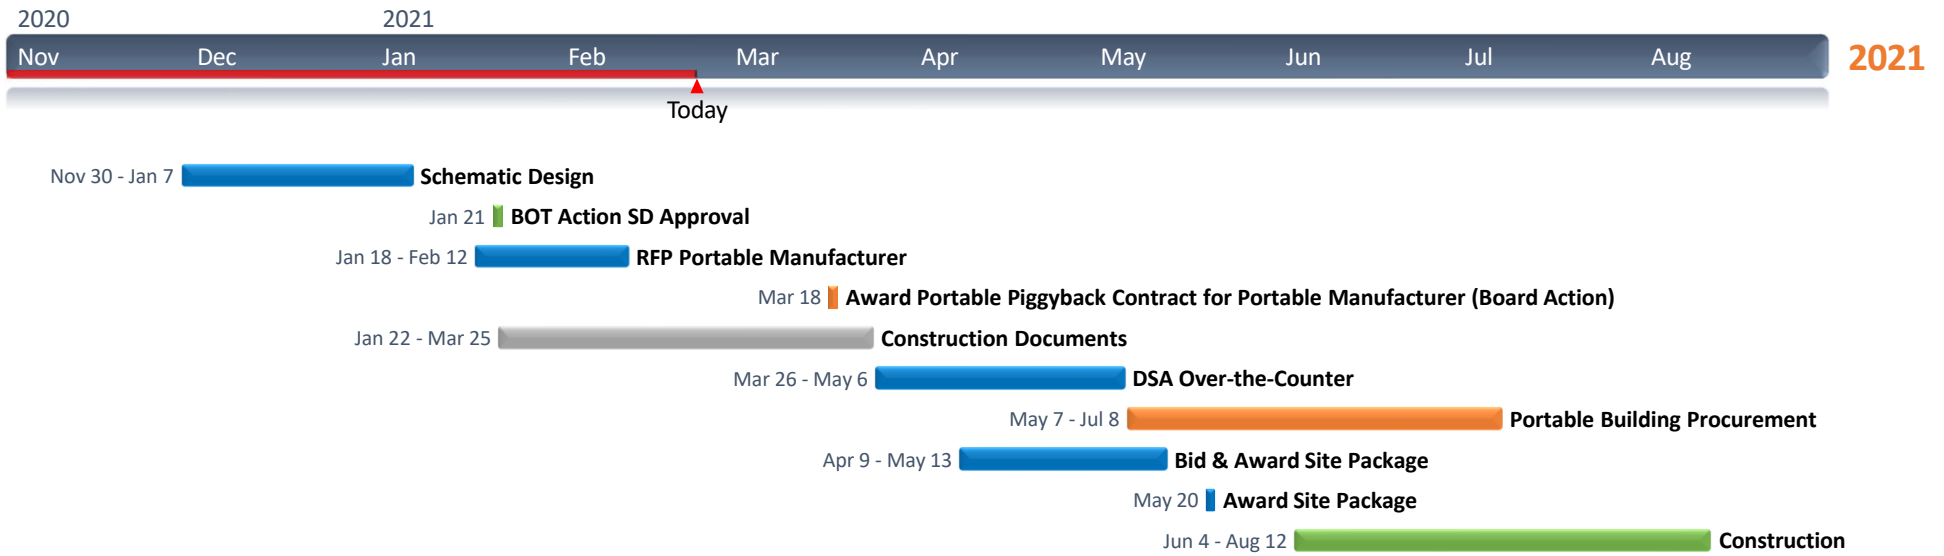 2020 2021
Nov Dec Jan Feb Mar Apr May Jun Jul Aug 2021
Today
Nov 30 - Jan 7 Schematic Design
Jan 21 BOT Action SD Approval
Jan 18 - Feb 12 RFP Portable Manufacturer
Mar 18 Award Portable Piggyback Contract for Portable Manufacturer (Board Action)
Jan 22 - Mar 25 Construction Documents
Mar 26 - May 6 DSA Over-the-Counter
May 7 - Jul 8 Portable Building Procurement
Apr 9 - May 13 Bid & Award Site Package
May 20 Award Site Package
Jun 4 - Aug 12 Construction